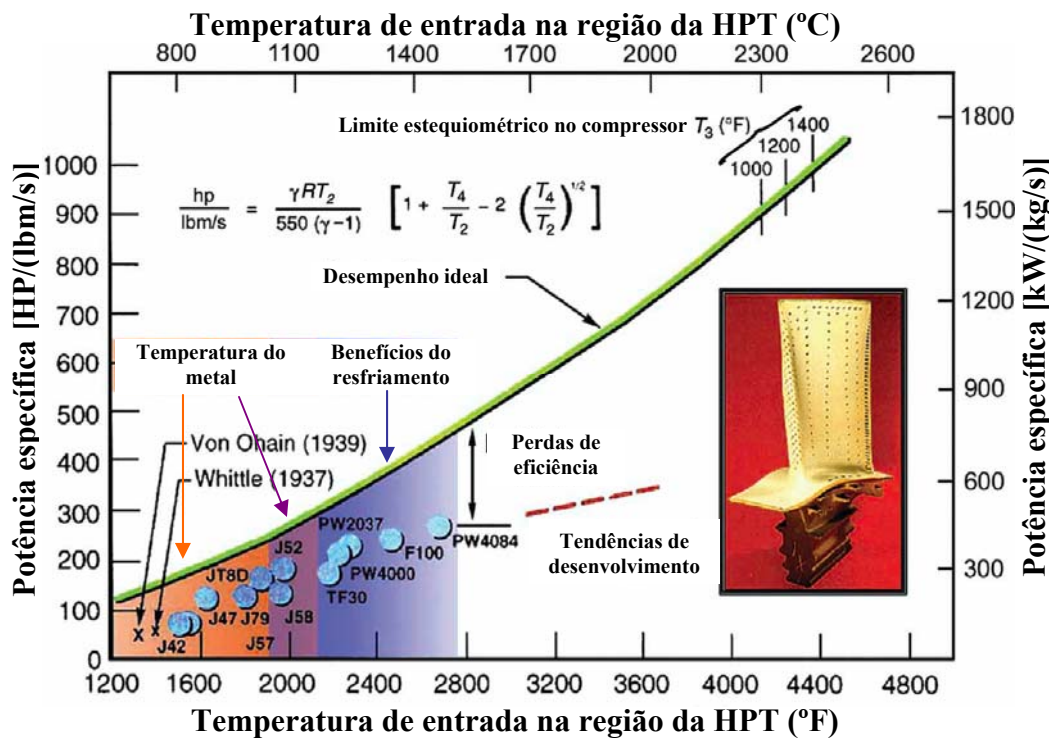 Temperatura de entrada na região da HPT (ºC)
800 1100 1400 1700 2000 2300 2600
Limite estequiométrico no compressor T3 (°F)
1000 1200 1400
hp / lbm/s = γRT2 / 550 (γ–1) [1 + T4/T2 – 2 (T4/T2)^1/2]
Desempenho ideal
Temperatura do
metal
Benefícios do
resfriamento
Von Ohain (1939)
Whittle (1937)
Perdas de
eficiência
Tendências de
desenvolvimento
PW2037
J52
F100
PW4084
JT8D
PW4000
TF30
J47
J79
J58
J42
J57
Potência específica [HP/(lbm/s)]
1000
900
800
700
600
500
400
300
200
100
0
Potência específica [kW/(kg/s)]
1800
1500
1200
900
600
300
1200 1600 2000 2400 2800 3600 4000 4400 4800
Temperatura de entrada na região da HPT (ºF)